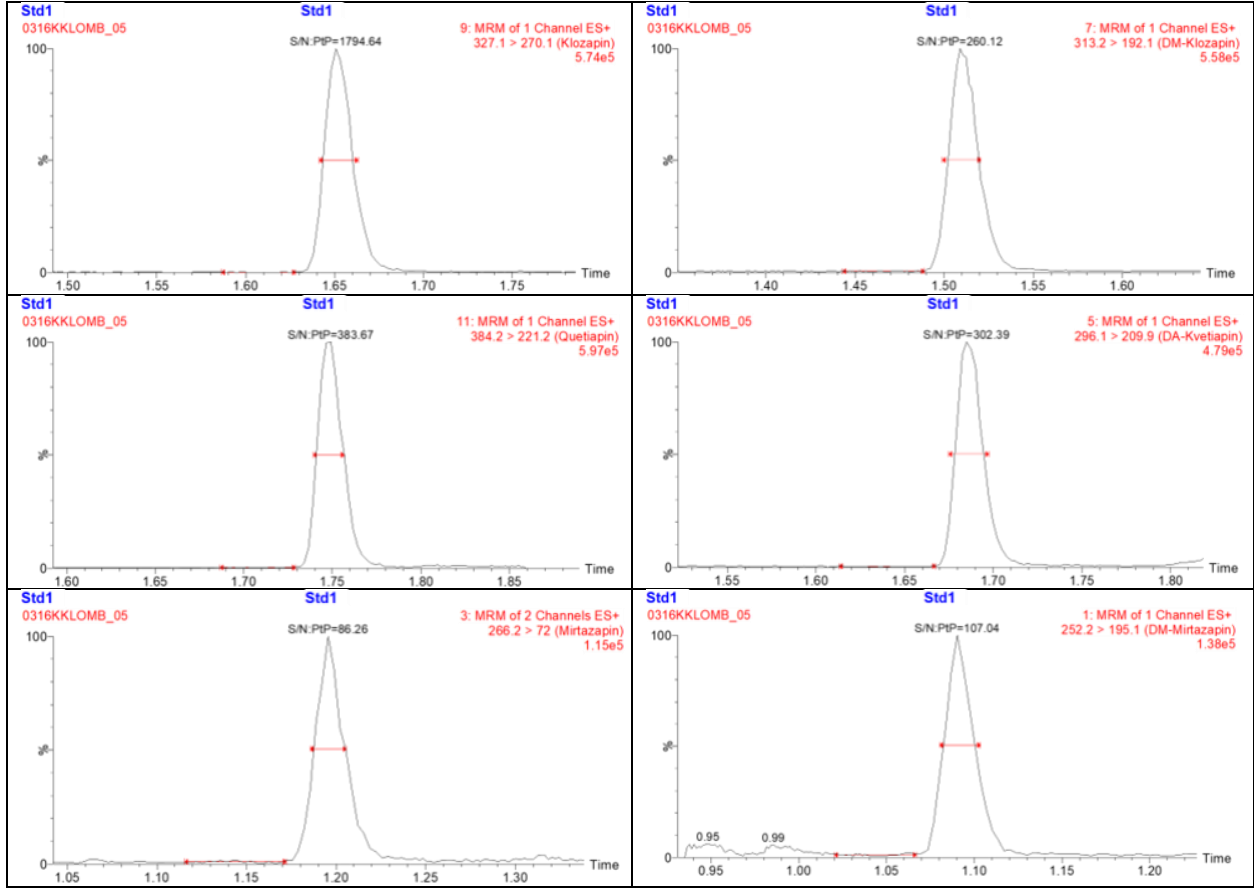 Std1 Std1
0316KKLOMB_05
9: MRM of 1 Channel ES+
327.1 > 270.1 (Klozapin)
5.74e5
S/N:PtP=1794.64
100
%
0
1.50 1.55 1.60 1.65 1.70 1.75
Time
Std1 Std1
0316KKLOMB_05
7: MRM of 1 Channel ES+
313.2 > 192.1 (DM-Klozapin)
5.58e5
S/N:PtP=260.12
100
%
0
1.40 1.45 1.50 1.55 1.60
Time
Std1 Std1
0316KKLOMB_05
11: MRM of 1 Channel ES+
384.2 > 221.2 (Quetiapin)
5.97e5
S/N:PtP=383.67
100
%
0
1.60 1.65 1.70 1.75 1.80 1.85
Time
Std1 Std1
0316KKLOMB_05
5: MRM of 1 Channel ES+
296.1 > 209.9 (DA-Kvetiapin)
4.79e5
S/N:PtP=302.39
100
%
0
1.55 1.60 1.65 1.70 1.75 1.80
Time
Std1 Std1
0316KKLOMB_05
3: MRM of 2 Channels ES+
266.2 > 72 (Mirtazapin)
1.15e5
S/N:PtP=86.26
100
%
0
1.05 1.10 1.15 1.20 1.25 1.30
Time
Std1 Std1
0316KKLOMB_05
1: MRM of 1 Channel ES+
252.2 > 195.1 (DM-Mirtazapin)
1.38e5
S/N:PtP=107.04
100
%
0.95 0.99
0
0.95 1.00 1.05 1.10 1.15 1.20
Time